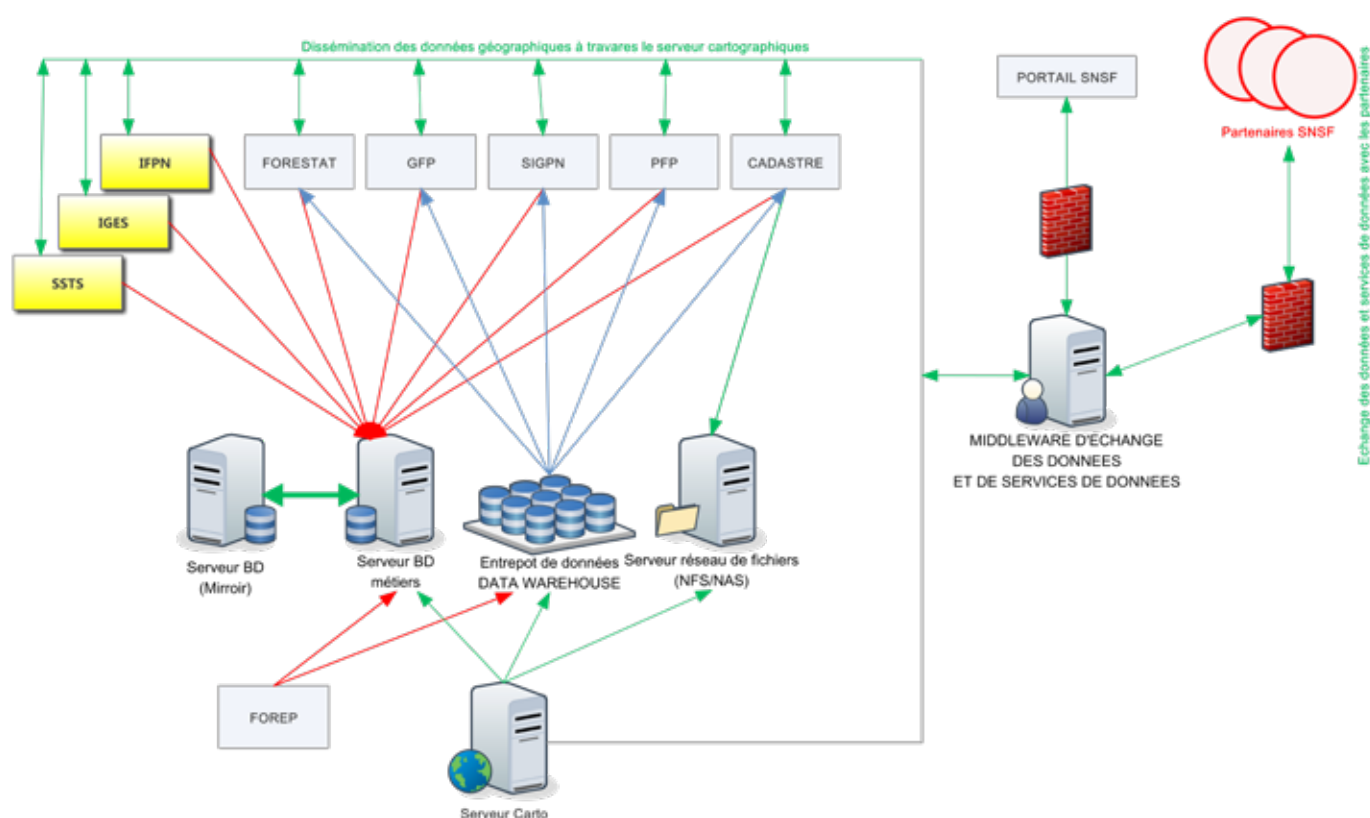 Dissémination des données géographiques à travares le serveur cartographiques
PORTAIL SNSF
Partenaires SNSF
Echange des données et services de données avec les partenaires
IFPN
FORESTAT
GFP
SIGPN
PFP
CADASTRE
IGES
SSTS
MIDDLEWARE D'ECHANGE
DES DONNEES
ET DE SERVICES DE DONNEES
Serveur BD
(Mirroir)
Serveur BD
métiers
Entrepot de données
DATA WAREHOUSE
Serveur réseau de fichiers
(NFS/NAS)
FOREP
Serveur Carto